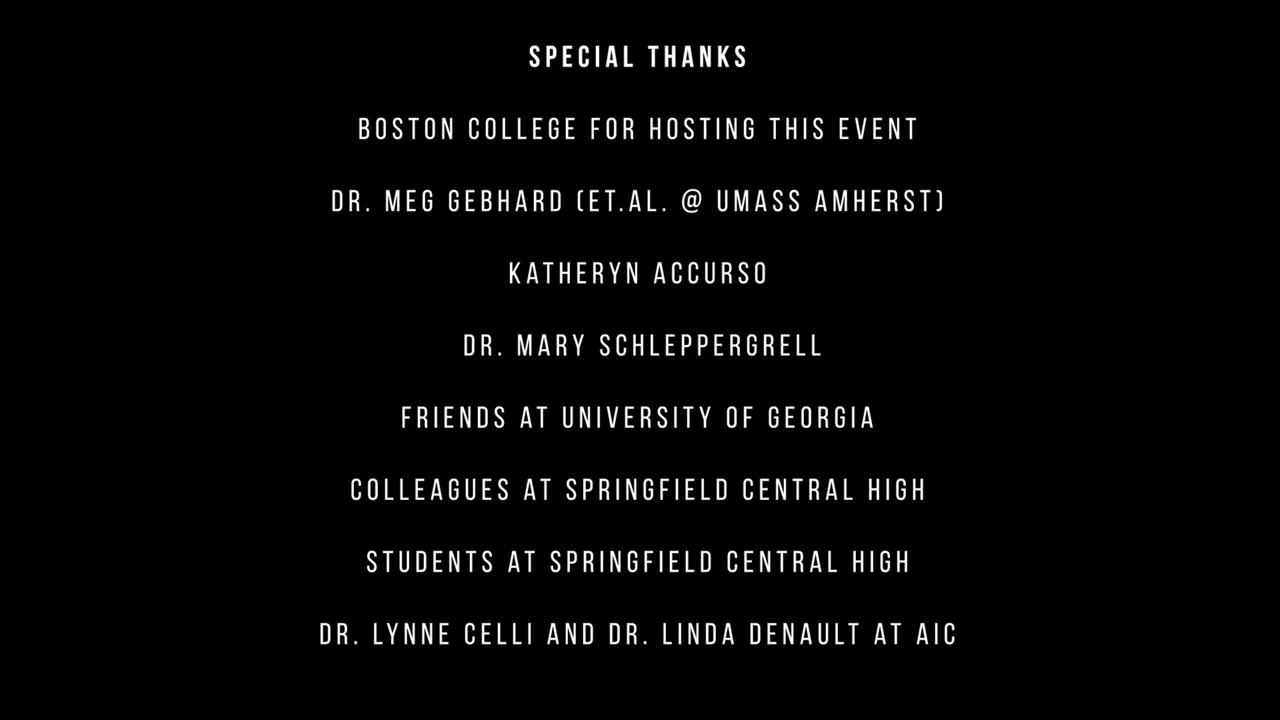 SPECIAL THANKS
BOSTON COLLEGE FOR HOSTING THIS EVENT
DR. MEG GEBHARD (ET.AL. @ UMASS AMHERST)
KATHERYN ACCURSO
DR. MARY SCHLEPPERGRELL
FRIENDS AT UNIVERSITY OF GEORGIA
COLLEAGUES AT SPRINGFIELD CENTRAL HIGH
STUDENTS AT SPRINGFIELD CENTRAL HIGH
DR. LYNNE CELLI AND DR. LINDA DENAULT AT AIC